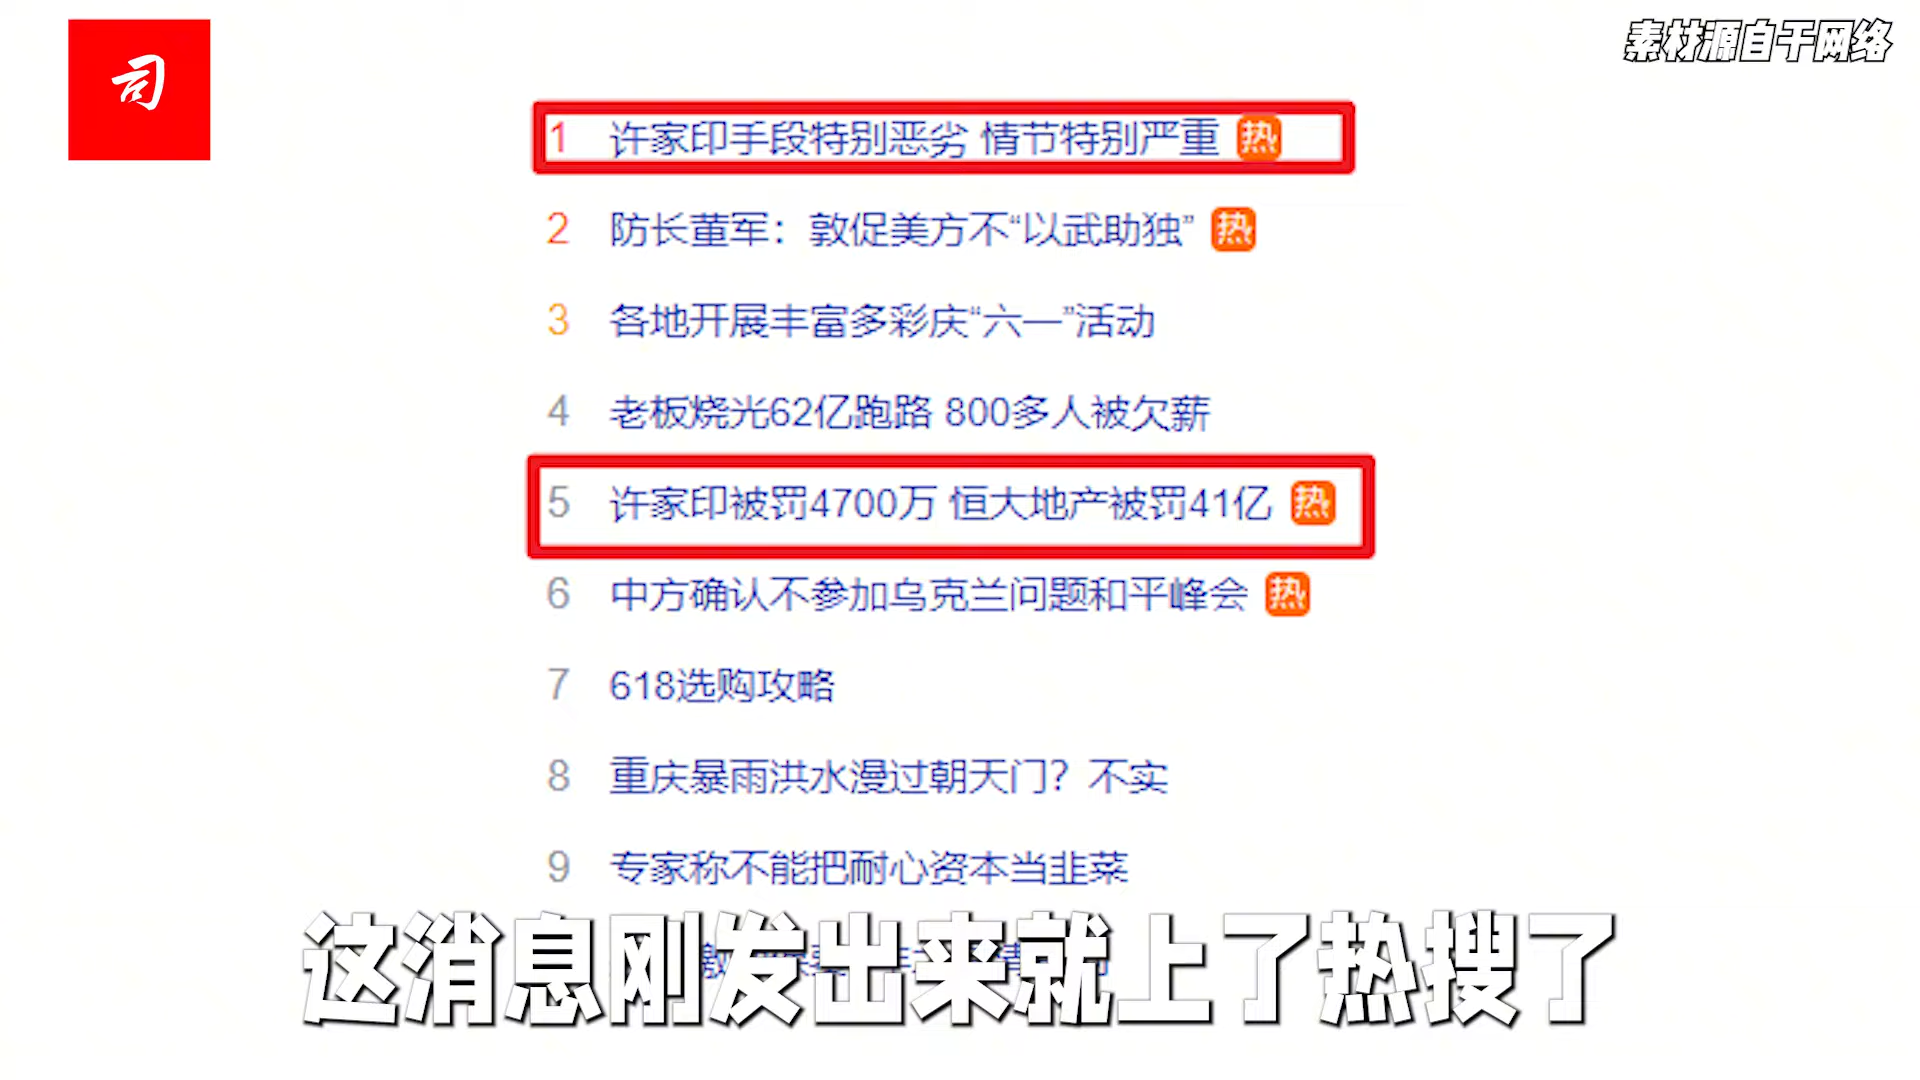 司
素材源自于网络
1 许家印手段特别恶劣 情节特别严重 热
2 防长董军：敦促美方不“以武助独” 热
3 各地开展丰富多彩庆“六一”活动
4 老板烧光62亿跑路 800多人被欠薪
5 许家印被罚4700万 恒大地产被罚41亿 热
6 中方确认不参加乌克兰问题和平峰会 热
7 618选购攻略
8 重庆暴雨洪水漫过朝天门？不实
9 专家称不能把耐心资本当韭菜
这消息刚发出来就上了热搜了